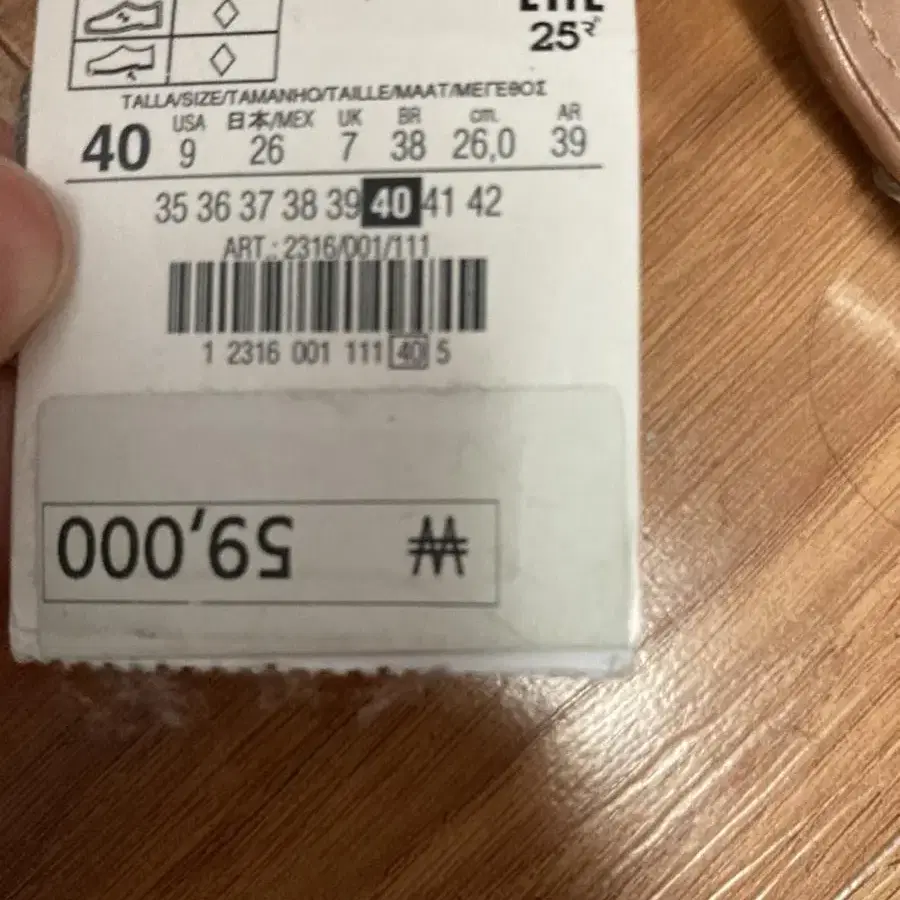 25
TALLA/SIZE/TAMANHO/TAILLE/MAAT/ΜΕΓΕΘΟΣ
40 USA 9 日本/MEX 26 UK 7 BR 38 cm. 26,0 AR 39
35 36 37 38 39 40 41 42
ART.: 2316/001/111
1 2316 001 111 40 5
₩ 59,000